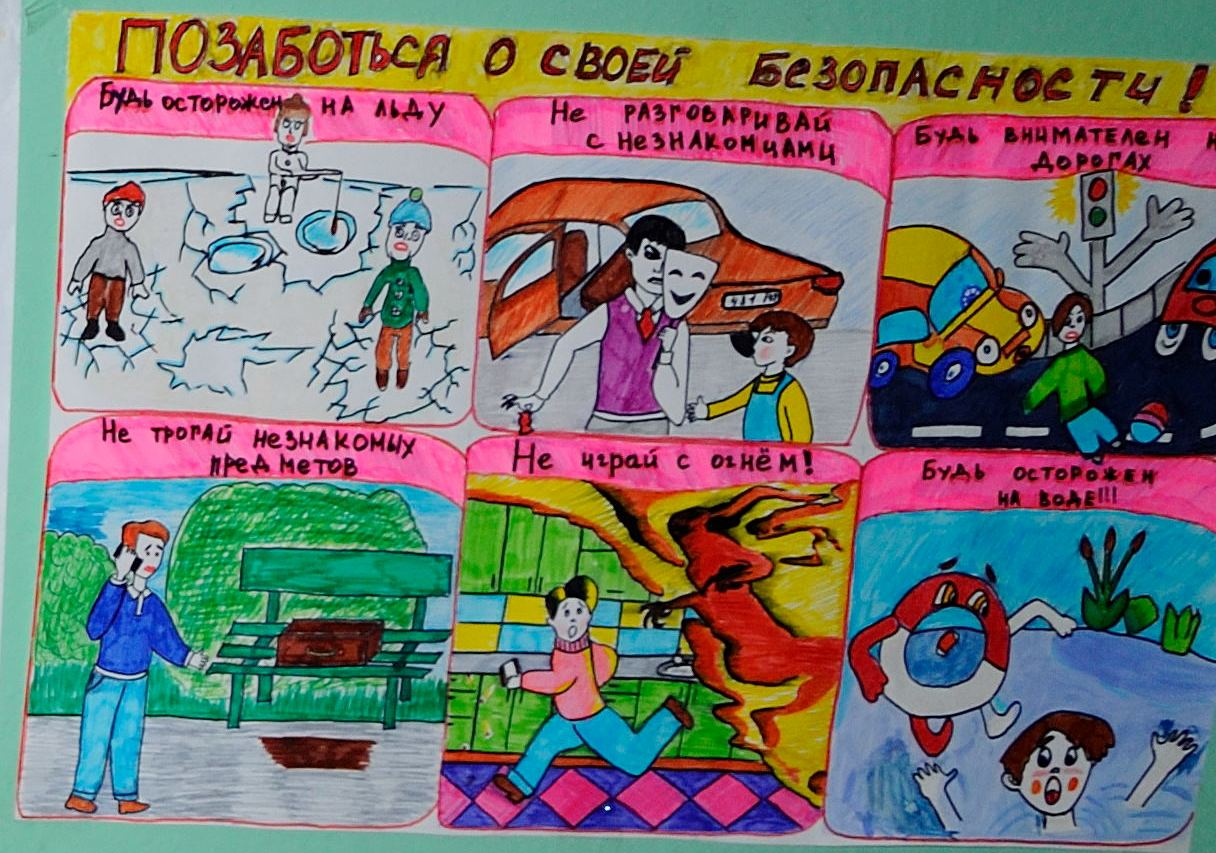 ПОЗАБОТЬСЯ О СВОЕЙ БЕЗОПАСНОСТИ!
БУДЬ ОСТОРОЖЕН НА ЛЬДУ
НЕ РАЗГОВАРИВАЙ
С НЕЗНАКОМЦАМИ
БУДЬ ВНИМАТЕЛЕН Н
ДОРОГАХ
НЕ ТРОГАЙ НЕЗНАКОМЫХ
ПРЕДМЕТОВ
НЕ ИГРАЙ С ОГНЁМ!
БУДЬ ОСТОРОЖЕН
НА ВОДЕ!!!